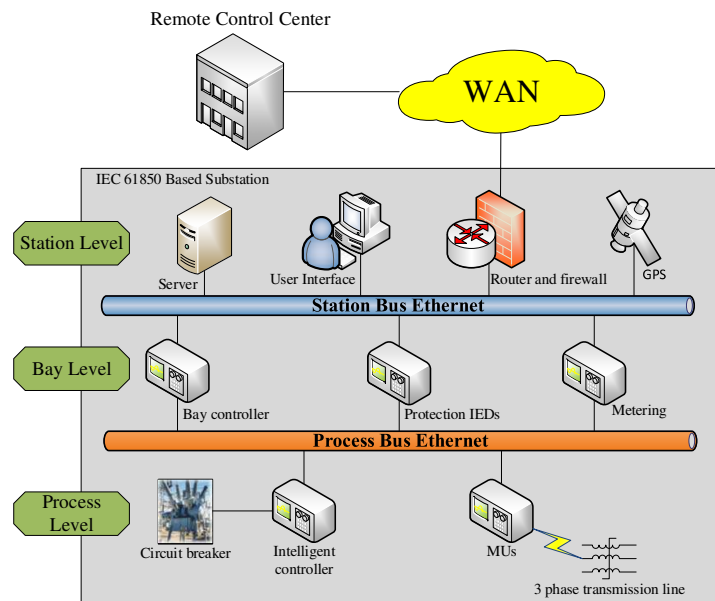 Remote Control Center
WAN
IEC 61850 Based Substation
Station Level
Server
User Interface
Router and firewall
GPS
Station Bus Ethernet
Bay Level
Bay controller
Protection IEDs
Metering
Process Bus Ethernet
Process
Level
Circuit breaker
Intelligent
controller
MUs
3 phase transmission line